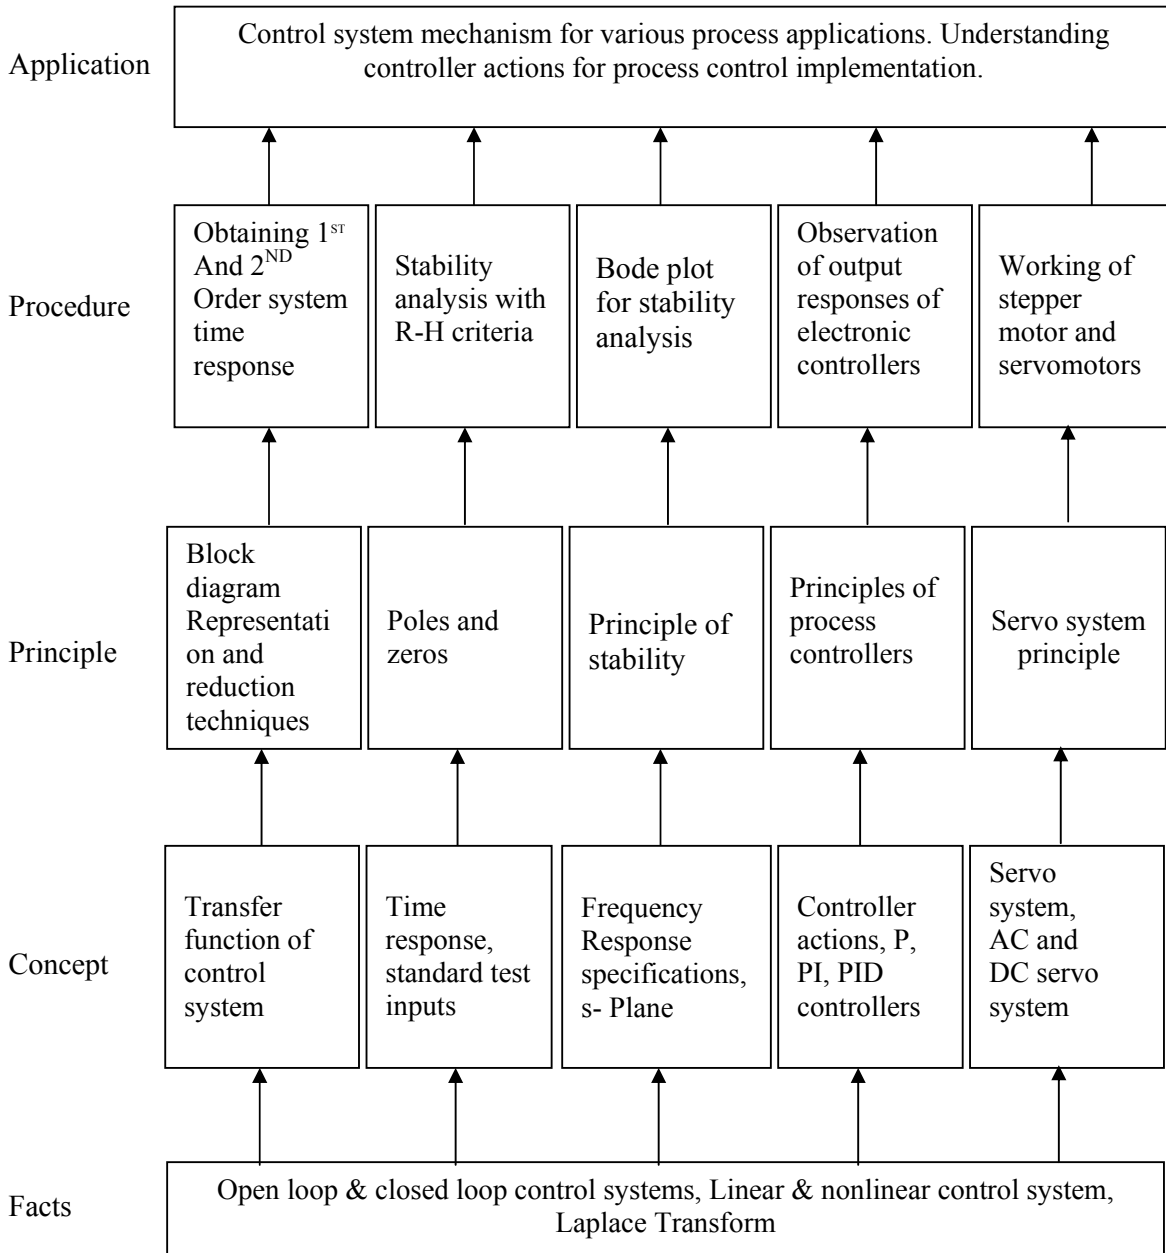 Application
Control system mechanism for various process applications. Understanding
controller actions for process control implementation.
Procedure
Obtaining 1ST
And 2ND
Order system
time
response
Stability
analysis with
R-H criteria
Bode plot
for stability
analysis
Observation
of output
responses of
electronic
controllers
Working of
stepper
motor and
servomotors
Principle
Block
diagram
Representati
on and
reduction
techniques
Poles and
zeros
Principle of
stability
Principles of
process
controllers
Servo system
principle
Concept
Transfer
function of
control
system
Time
response,
standard test
inputs
Frequency
Response
specifications,
s- Plane
Controller
actions, P,
PI, PID
controllers
Servo
system,
AC and
DC servo
system
Facts
Open loop & closed loop control systems, Linear & nonlinear control system,
Laplace Transform